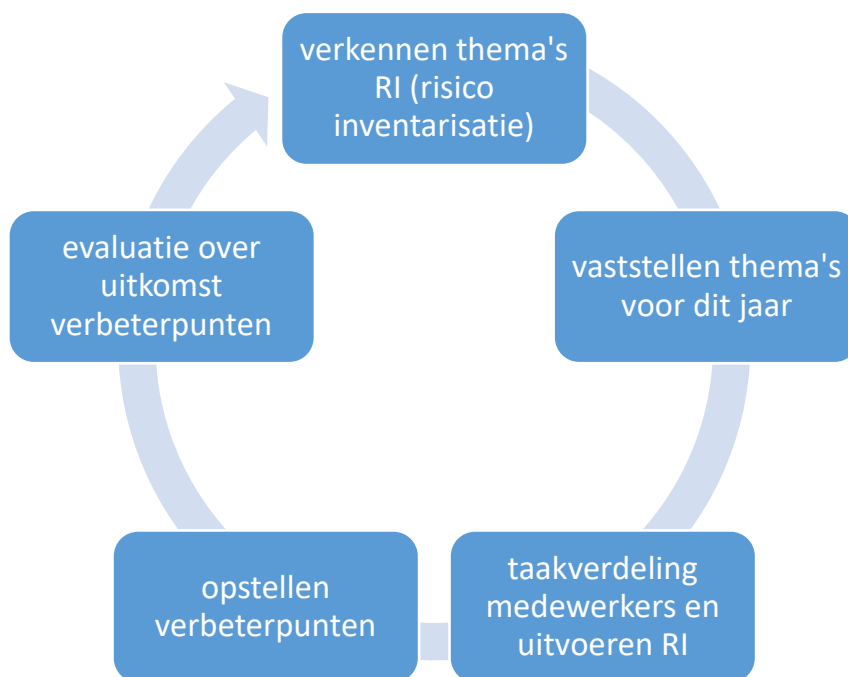 verkennen thema's
RI (risico
inventarisatie)
vaststellen thema's
voor dit jaar
taakverdeling
medewerkers en
uitvoeren RI
opstellen
verbeterpunten
evaluatie over
uitkomst
verbeterpunten